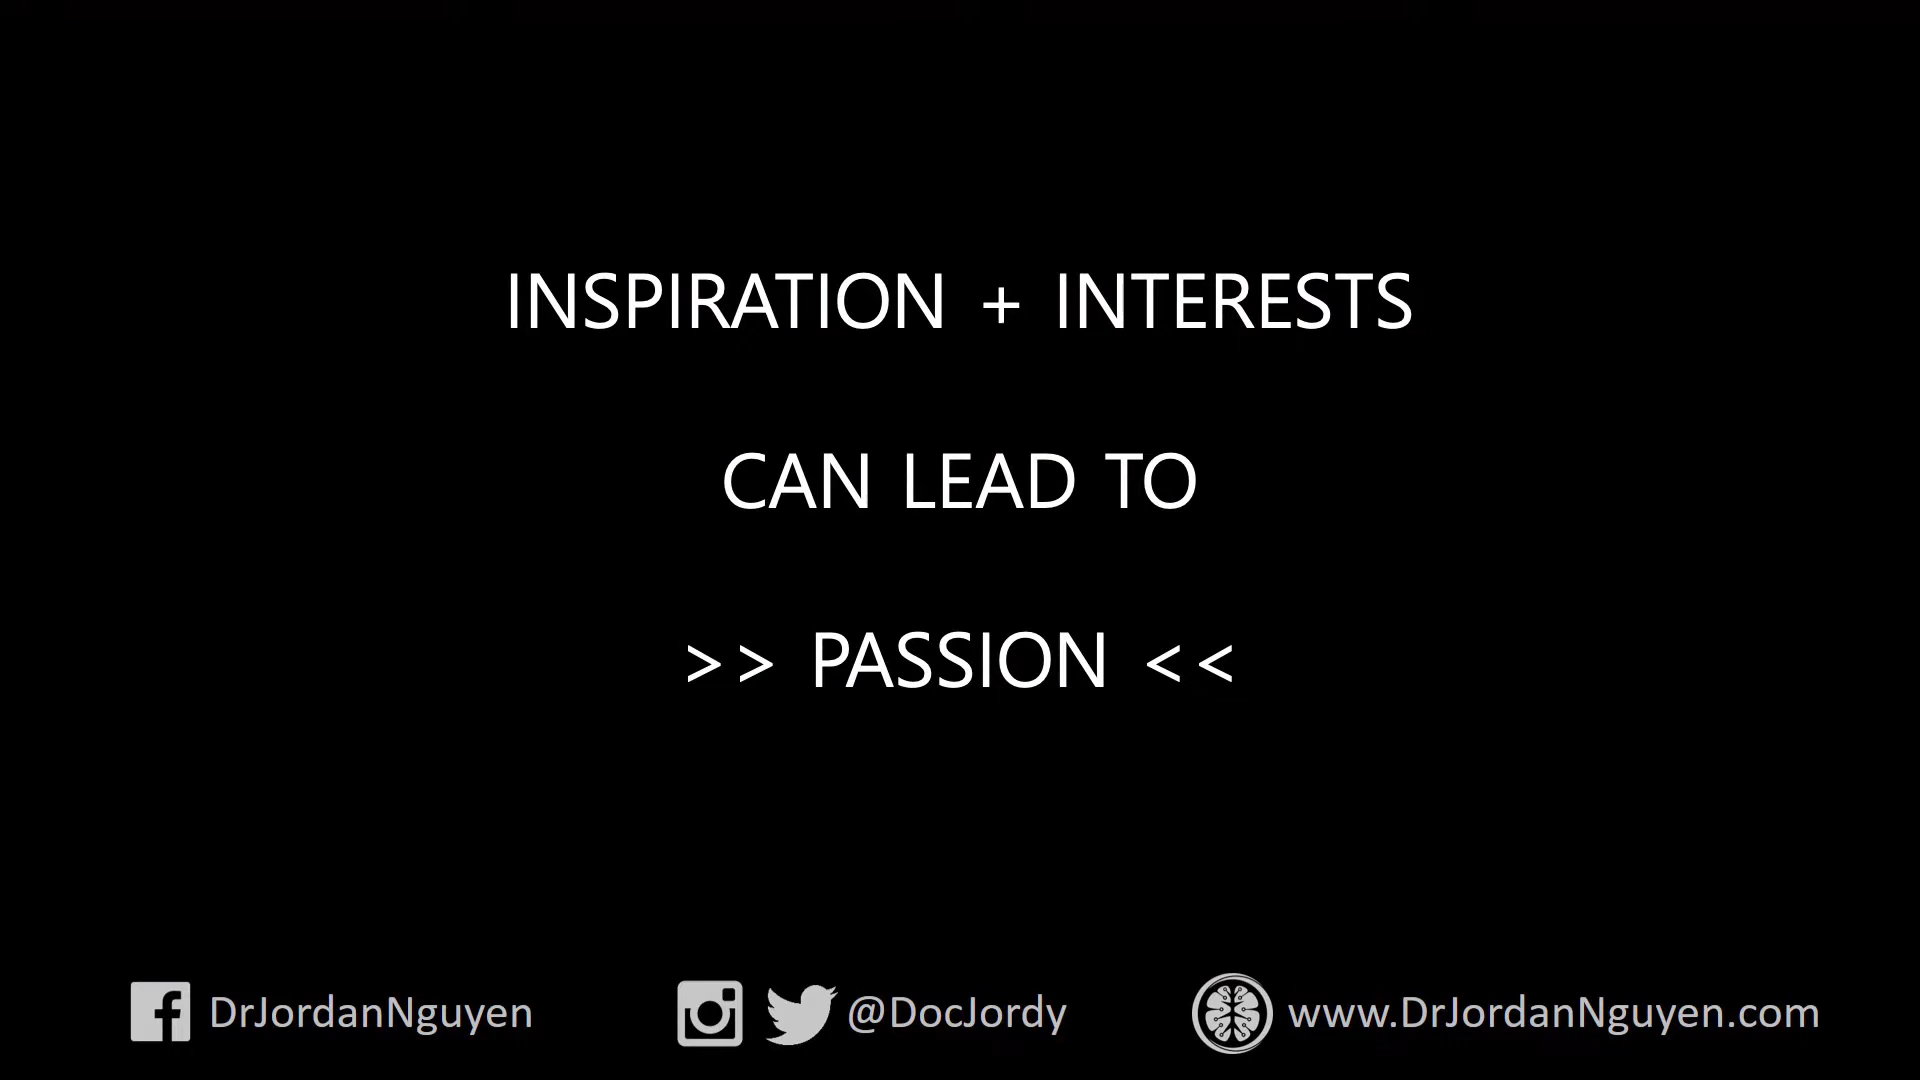 INSPIRATION + INTERESTS
CAN LEAD TO
>> PASSION <<
DrJordanNguyen @DocJordy www.DrJordanNguyen.com